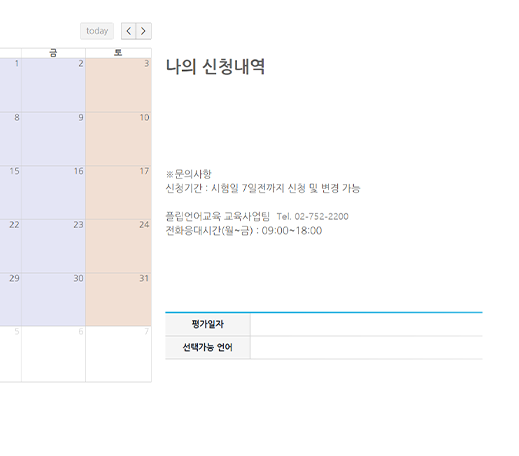 today
금 토
1 2 3
8 9 10
15 16 17
22 23 24
29 30 31
5 6 7
나의 신청내역
※문의사항
신청기간 : 시험일 7일전까지 신청 및 변경 가능
플립언어교육 교육사업팀 Tel. 02-752-2200
전화응대시간(월~금) : 09:00~18:00
평가일자
선택가능 언어